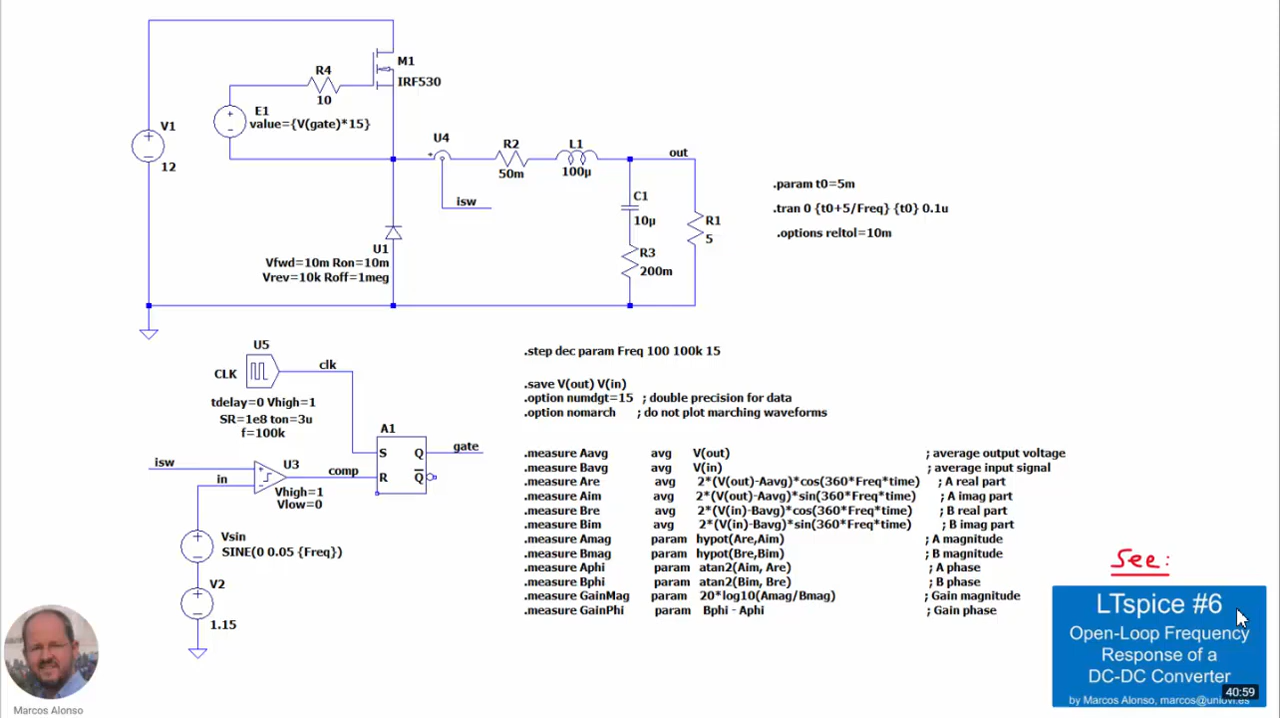 M1
IRF530
R4
10
E1
value={V(gate)*15}
V1
12
U4
R2
50m
L1
100µ
out
isw
C1
10µ
R1
5
R3
200m
U1
Vfwd=10m Ron=10m
Vrev=10k Roff=1meg
.param t0=5m
.tran 0 {t0+5/Freq} {t0} 0.1u
.options reltol=10m
U5
CLK
clk
tdelay=0 Vhigh=1
SR=1e8 ton=3u
f=100k
A1
S
Q
gate
R
Q
isw
in
U3
comp
Vhigh=1
Vlow=0
Vsin
SINE(0 0.05 {Freq})
V2
1.15
.step dec param Freq 100 100k 15
.save V(out) V(in)
.option numdgt=15 ; double precision for data
.option nomarch ; do not plot marching waveforms
.measure Aavg avg V(out) ; average output voltage
.measure Bavg avg V(in) ; average input signal
.measure Are avg 2*(V(out)-Aavg)*cos(360*Freq*time) ; A real part
.measure Aim avg 2*(V(out)-Aavg)*sin(360*Freq*time) ; A imag part
.measure Bre avg 2*(V(in)-Bavg)*cos(360*Freq*time) ; B real part
.measure Bim avg 2*(V(in)-Bavg)*sin(360*Freq*time) ; B imag part
.measure Amag param hypot(Are,Aim) ; A magnitude
.measure Bmag param hypot(Bre,Bim) ; B magnitude
.measure Aphi param atan2(Aim, Are) ; A phase
.measure Bphi param atan2(Bim, Bre) ; B phase
.measure GainMag param 20*log10(Amag/Bmag) ; Gain magnitude
.measure GainPhi param Bphi - Aphi ; Gain phase
See:
LTspice #6
Open-Loop Frequency
Response of a
DC-DC Converter
40:59
by Marcos Alonso, marcos@uniovi.es
Marcos Alonso